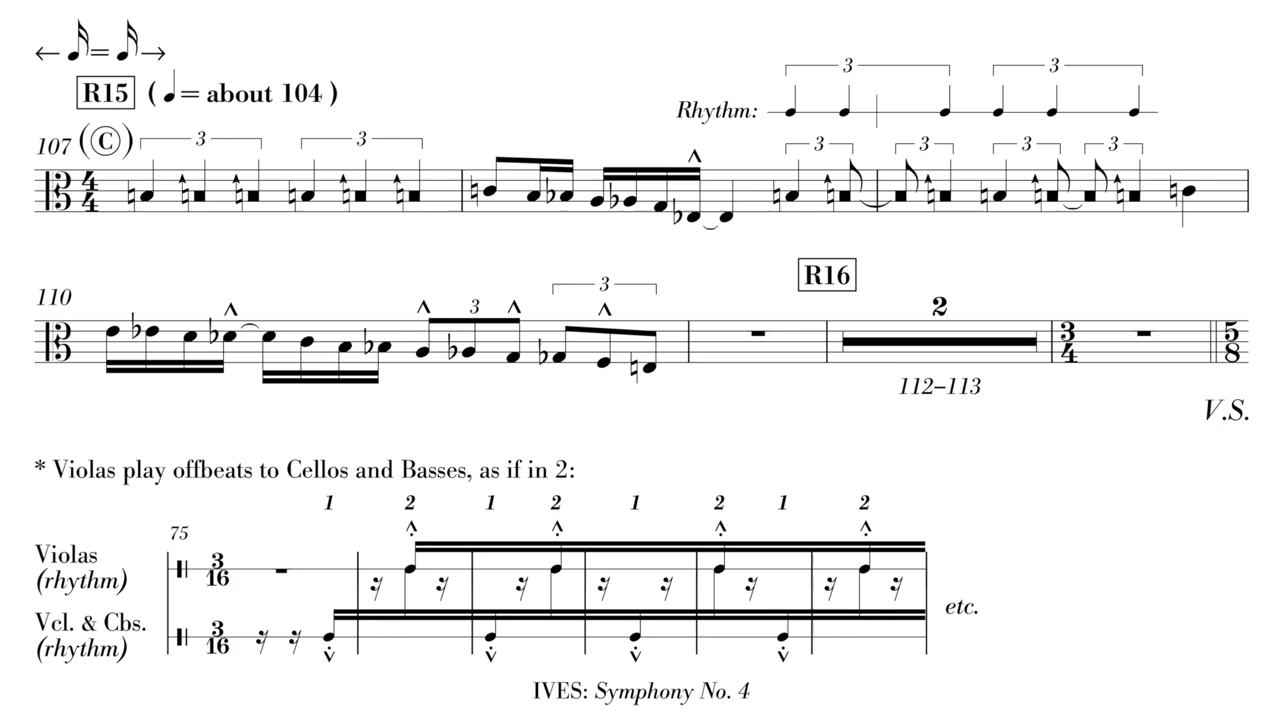 ← = →
R15 ( = about 104 )
3 3
Rhythm:
107 (C) 3 3 3 3 3 3
4
4
R16
110 3 3 2
3
4
5
8
112–113
V.S.
* Violas play offbeats to Cellos and Basses, as if in 2:
1 2 1 2 1 2 1 2
75
Violas
(rhythm)
3
16
etc.
Vcl. & Cbs.
(rhythm)
3
16
IVES: Symphony No. 4